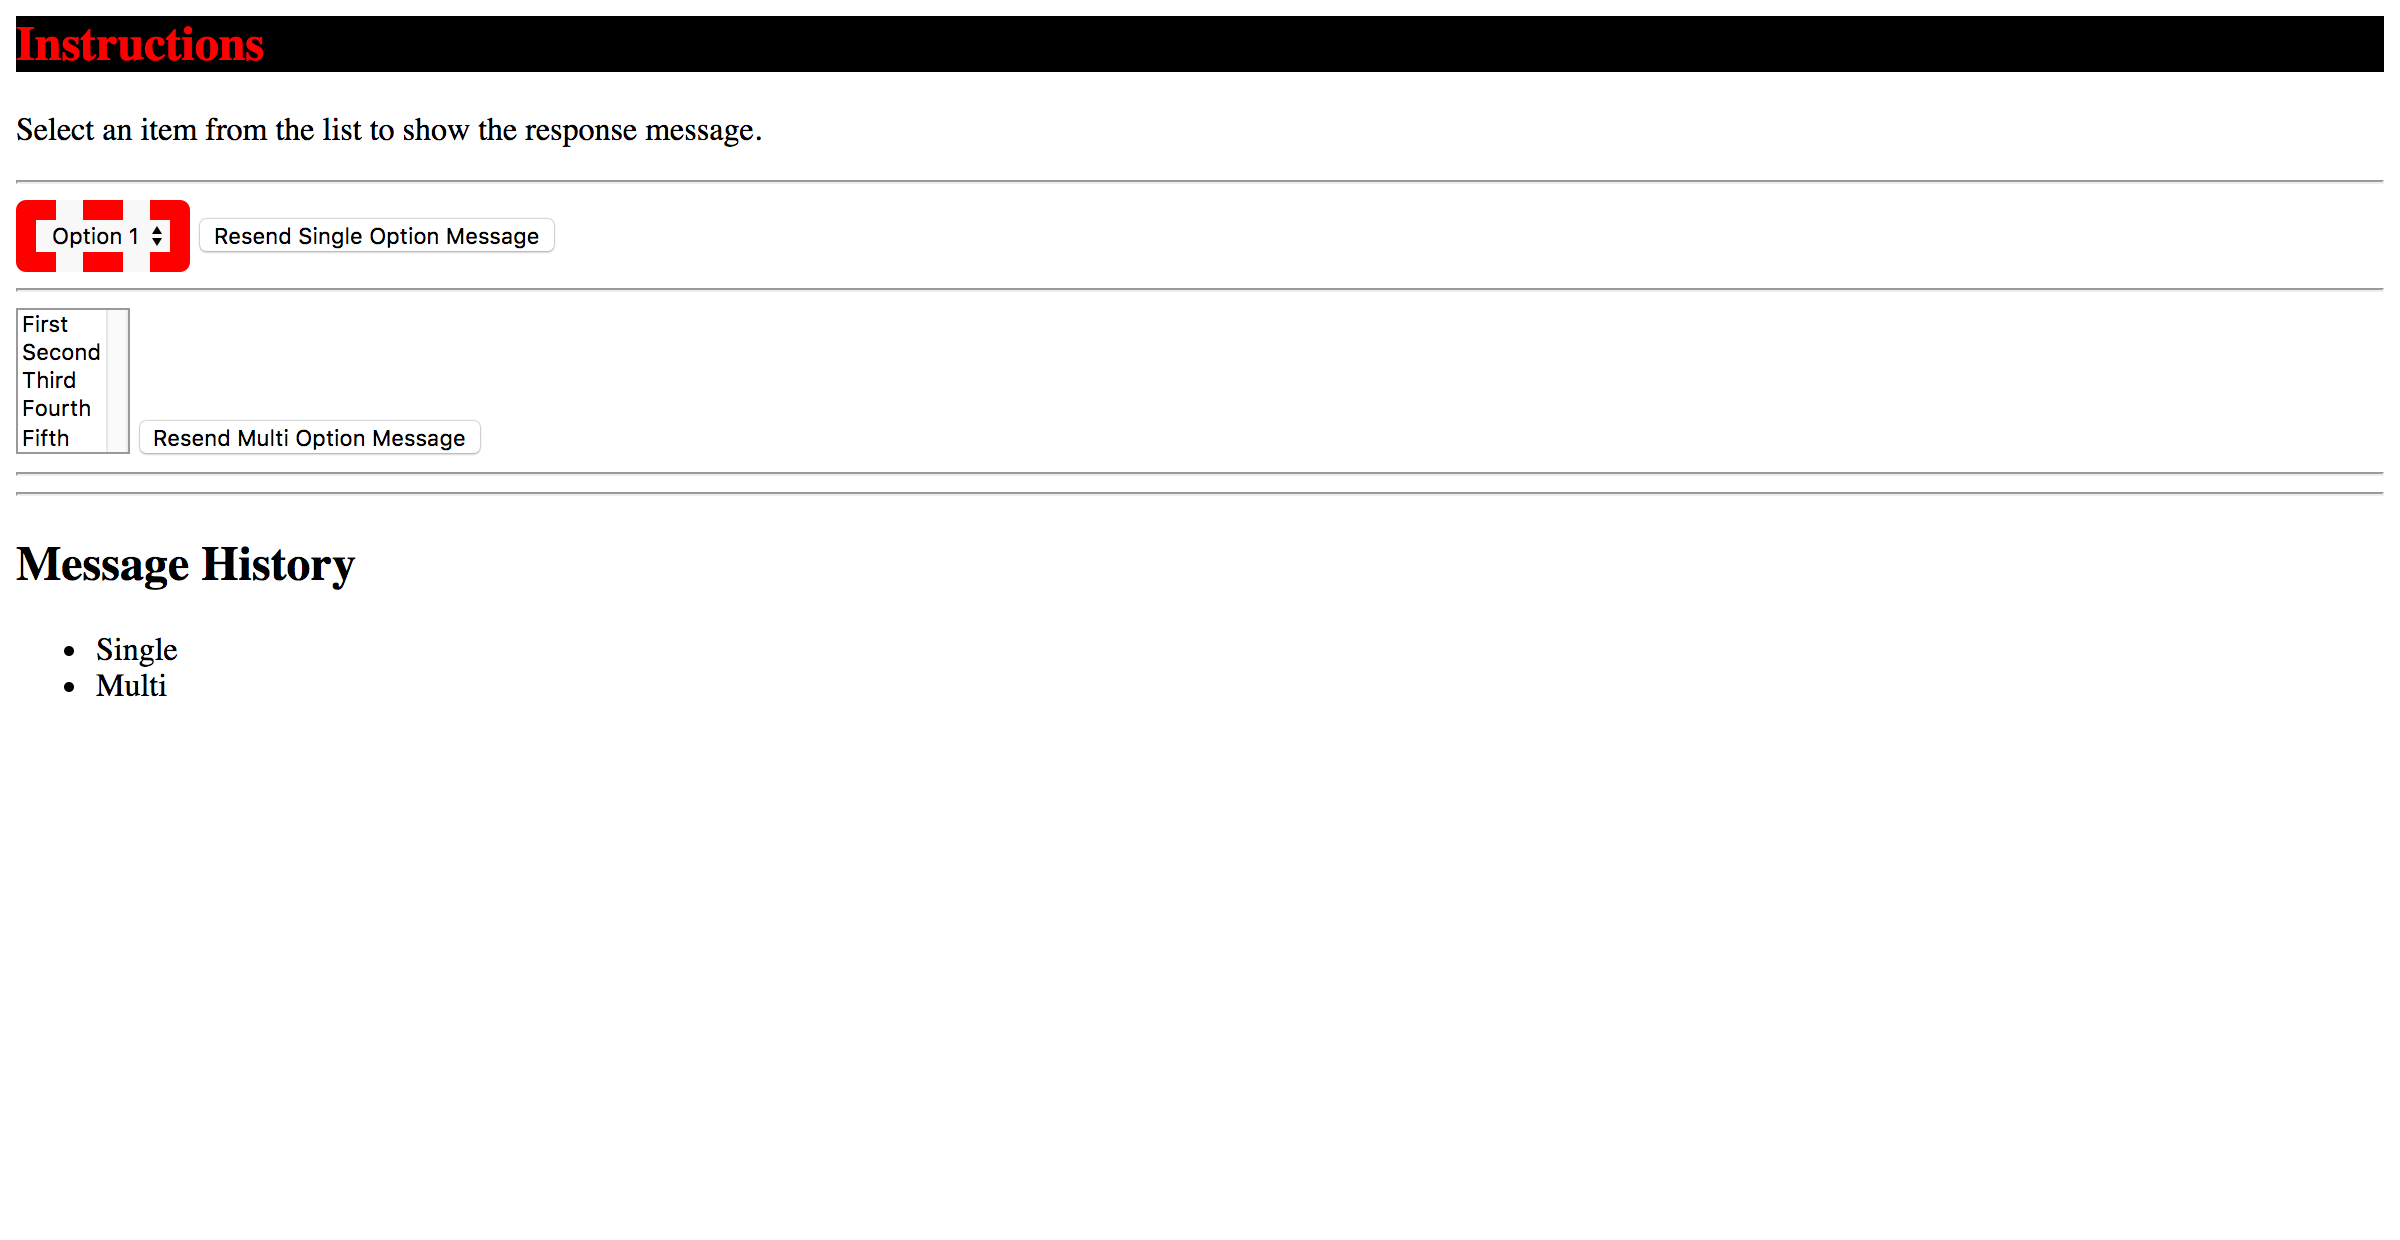 Instructions
Select an item from the list to show the response message.
Option 1 Resend Single Option Message
First
Second
Third
Fourth
Fifth Resend Multi Option Message
Message History
Single
Multi